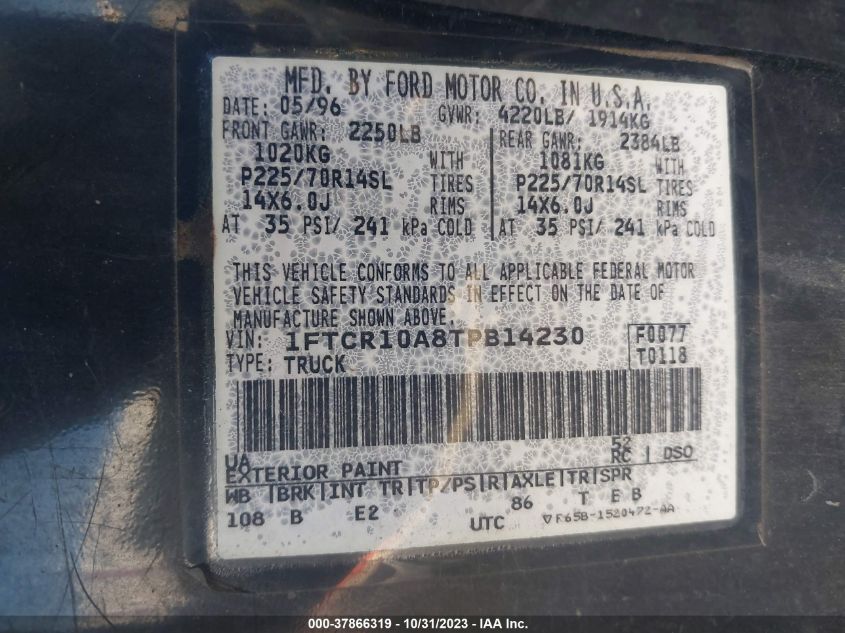 MFD. BY FORD MOTOR CO. IN U.S.A.
DATE: 05/96 GVWR: 4220LB/ 1914KG
FRONT GAWR: 2250LB REAR GAWR: 2384LB
1020KG WITH 1081KG WITH
P225/70R14SL TIRES P225/70R14SL TIRES
14X6.0J RIMS 14X6.0J RIMS
AT 35 PSI/ 241 kPa COLD AT 35 PSI/ 241 kPa COLD
THIS VEHICLE CONFORMS TO ALL APPLICABLE FEDERAL MOTOR
VEHICLE SAFETY STANDARDS IN EFFECT ON THE DATE OF
MANUFACTURE SHOWN ABOVE.
VIN: 1FTCR10A8TPB14230 F0077
TYPE: TRUCK T0118
UA 52
EXTERIOR PAINT RC | DSO
WB |BRK|INT TR|TP/PS|R|AXLE|TR|SPR
108 B E2 86 T E B
UTC ▽F65B-1520472-AA
000-37866319 - 10/31/2023 - IAA Inc.